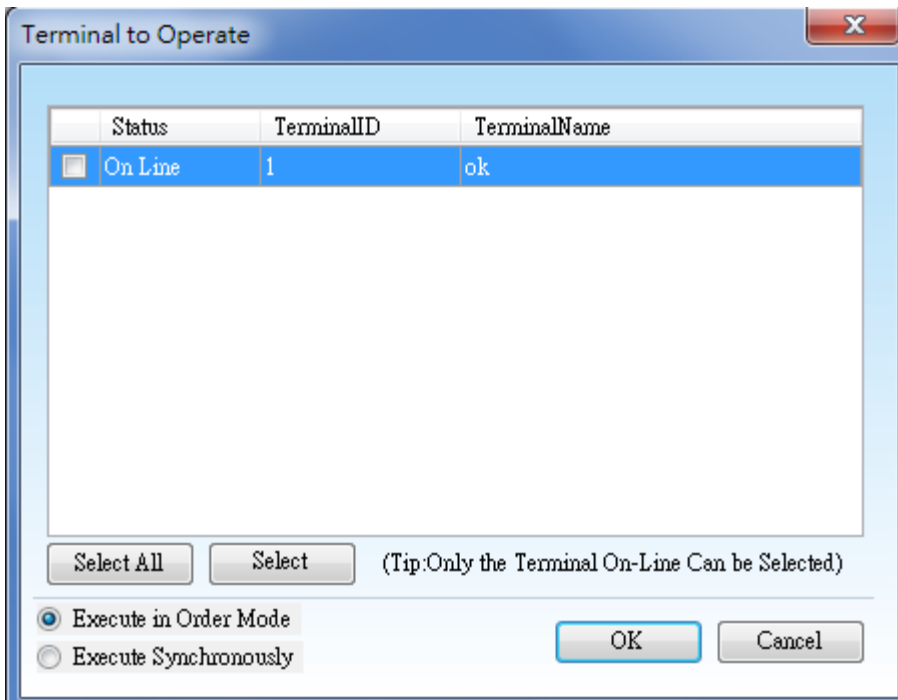 Terminal to Operate
Status TerminalID TerminalName
On Line 1 ok
Select All Select (Tip:Only the Terminal On-Line Can be Selected)
Execute in Order Mode
Execute Synchronously
OK Cancel